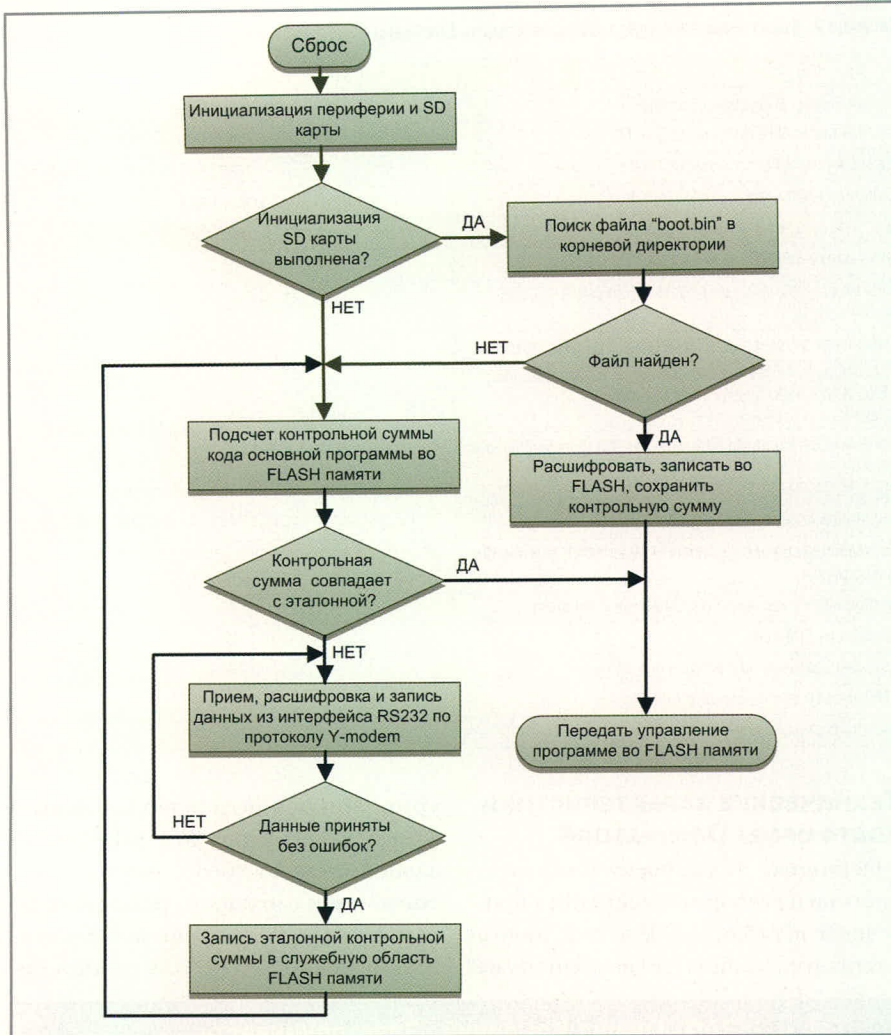 Сброс
Инициализация периферии и SD
карты
Инициализация
SD карты
выполнена?
ДА
Поиск файла “boot.bin” в
корневой директории
НЕТ
НЕТ
Файл найден?
ДА
Подсчет контрольной суммы
кода основной программы во
FLASH памяти
Расшифровать, записать во
FLASH, сохранить
контрольную сумму
Контрольная
сумма совпадает
с эталонной?
ДА
НЕТ
Прием, расшифровка и запись
данных из интерфейса RS232 по
протоколу Y-modem
Передать управление
программе во FLASH памяти
НЕТ
Данные приняты
без ошибок?
ДА
Запись эталонной контрольной
суммы в служебную область
FLASH памяти